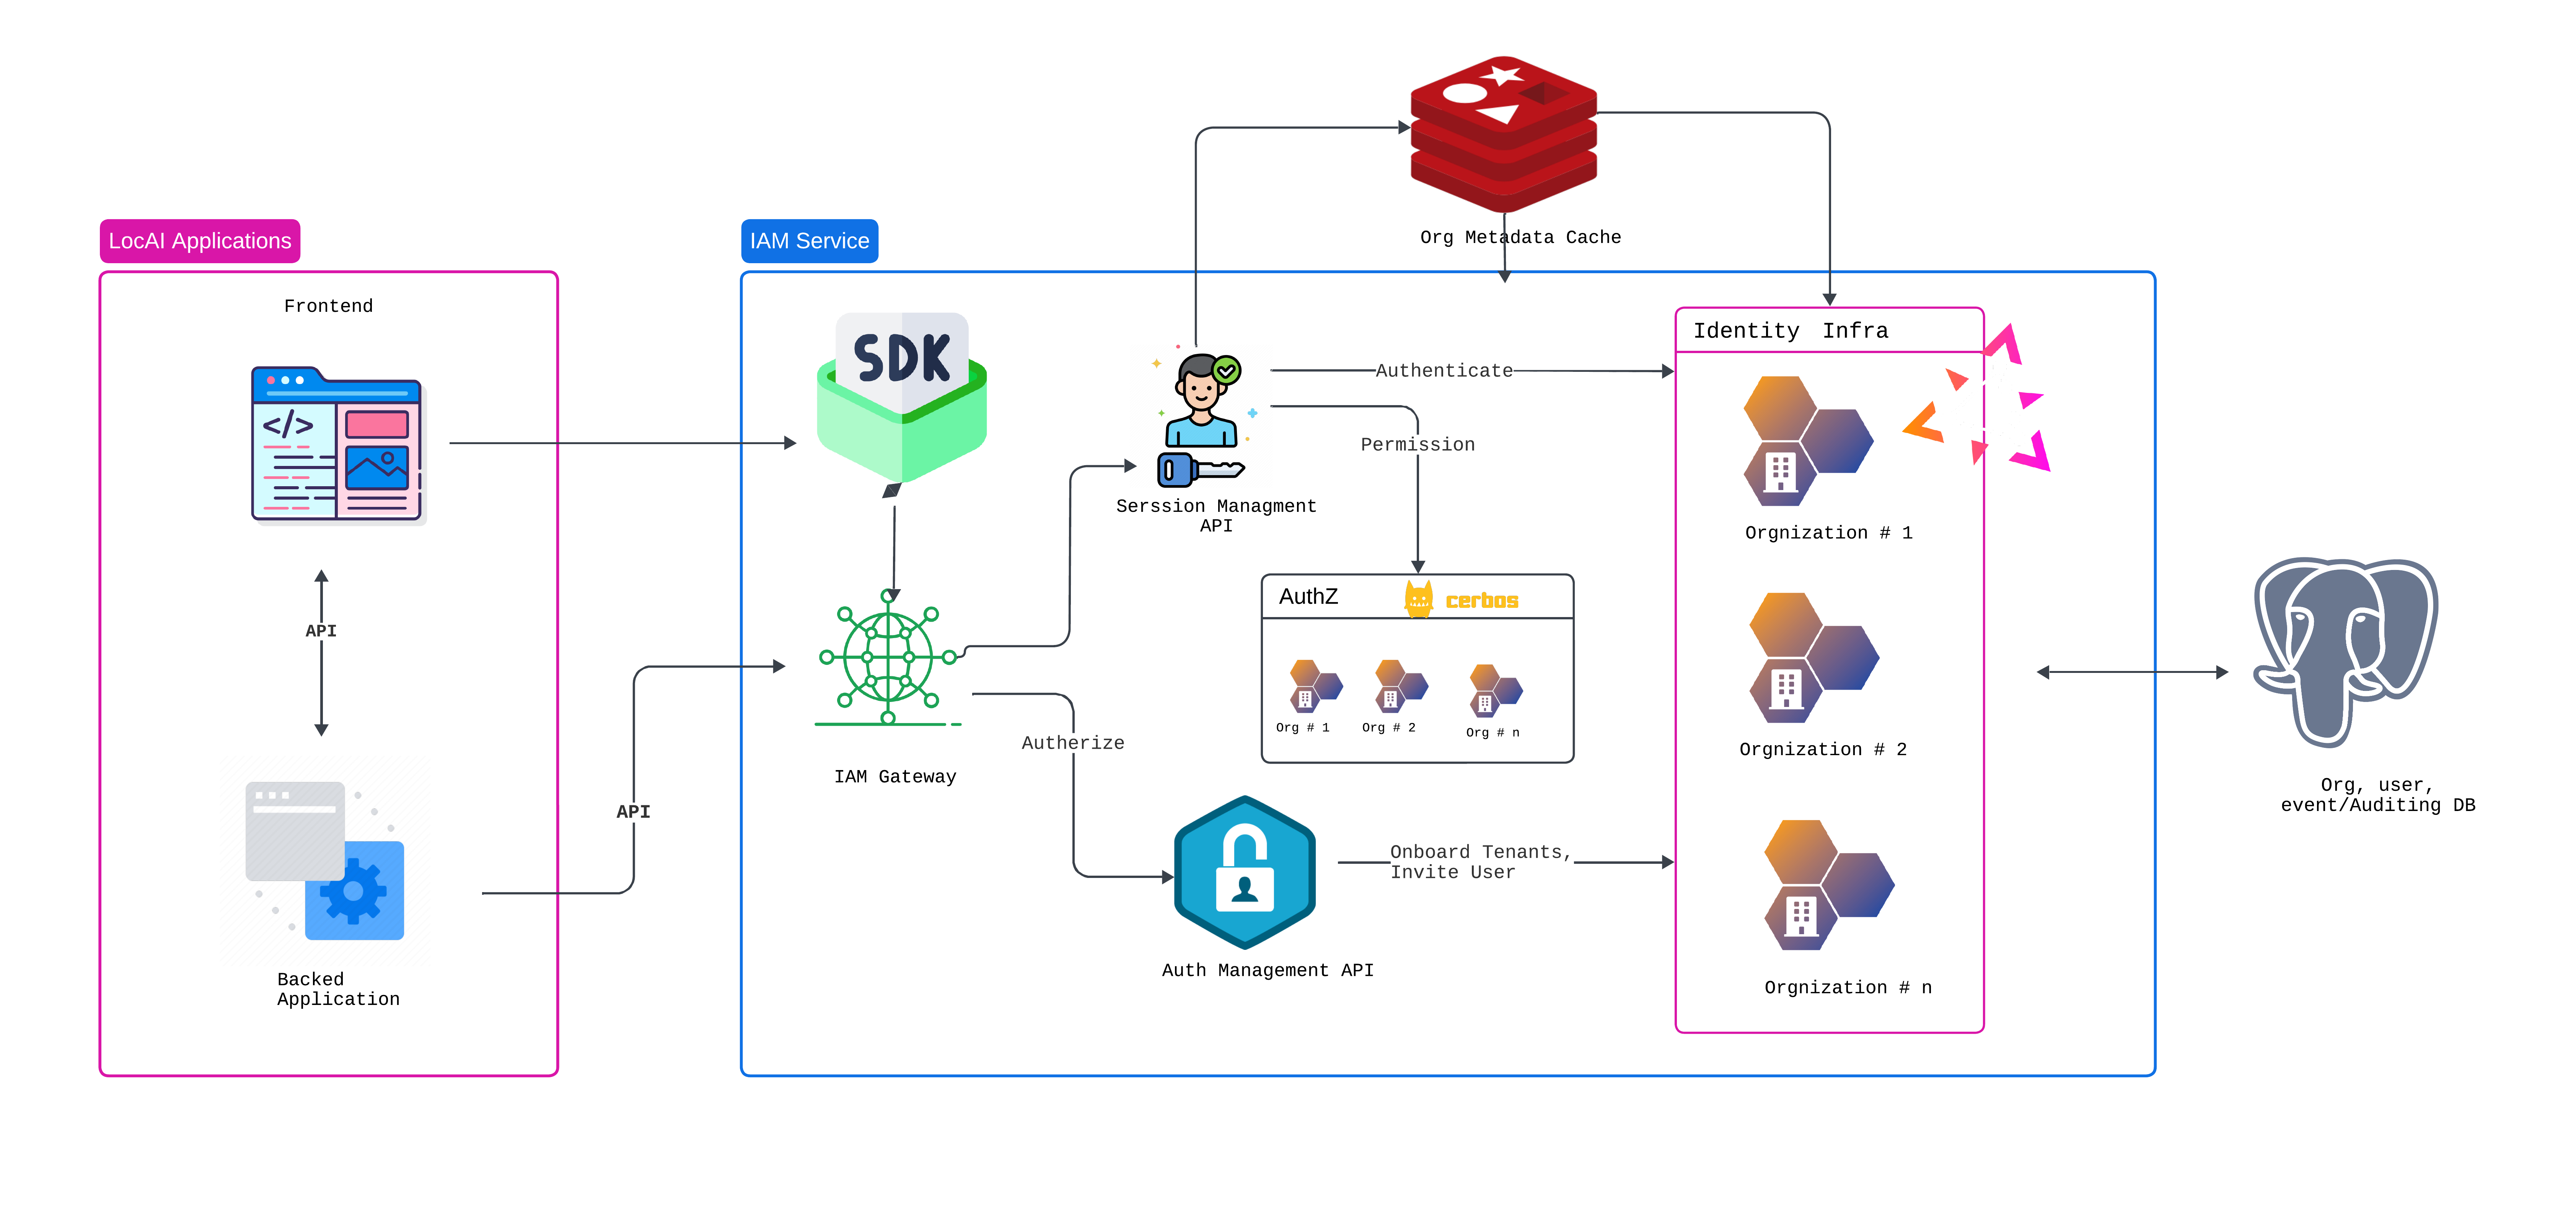 Org Metadata Cache
LocAI Applications
IAM Service
Frontend
</>
API
Backed
Application
API
SDK
IAM Gateway
Autherize
Serssion Managment
API
Authenticate
Permission
AuthZ
cerbos
Org # 1
Org # 2
Org # n
Auth Management API
Onboard Tenants,
Invite User
Identity Infra
Orgnization # 1
Orgnization # 2
Orgnization # n
Org, user,
event/Auditing DB